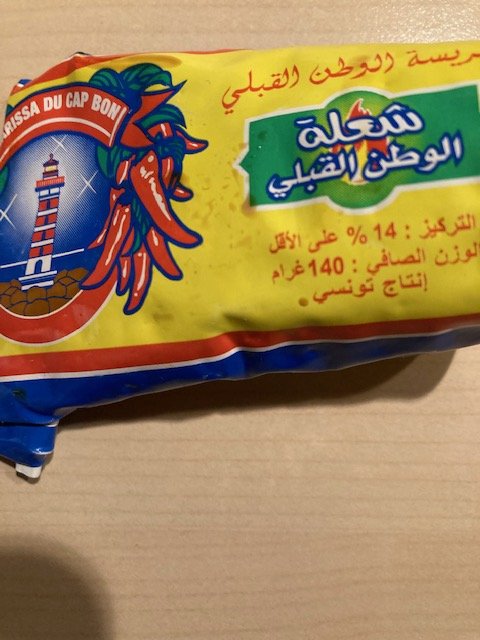 ARISSA DU CAP BON
ريسة الوطن القبلي
شعلة
الوطن القبلي
التركيز : 14 % على الأقل
الوزن الصافي : 140 غرام
إنتاج تونسي.